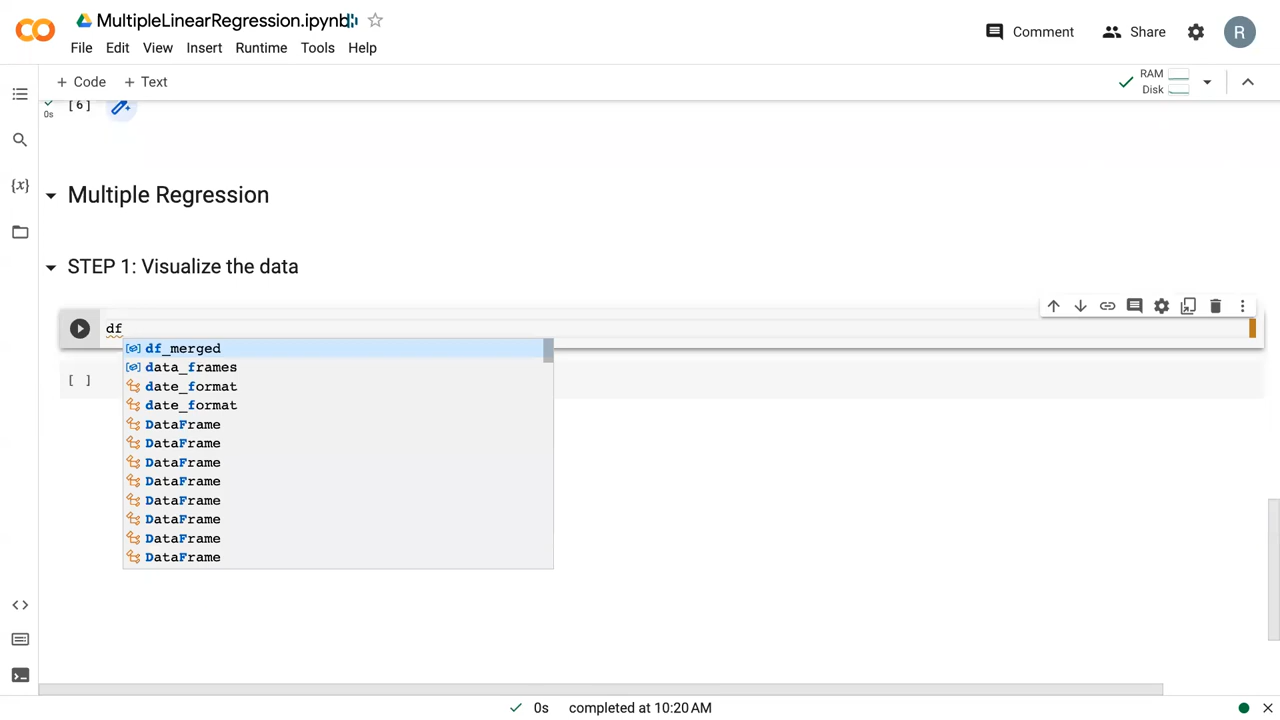 MultipleLinearRegression.ipynb
File Edit View Insert Runtime Tools Help
Comment
Share
R
+ Code + Text
RAM
Disk
[6]
0s
{x}
Multiple Regression
STEP 1: Visualize the data
df
df_merged
data_frames
date_format
date_format
DataFrame
DataFrame
DataFrame
DataFrame
DataFrame
DataFrame
DataFrame
DataFrame
[ ]
0s completed at 10:20 AM